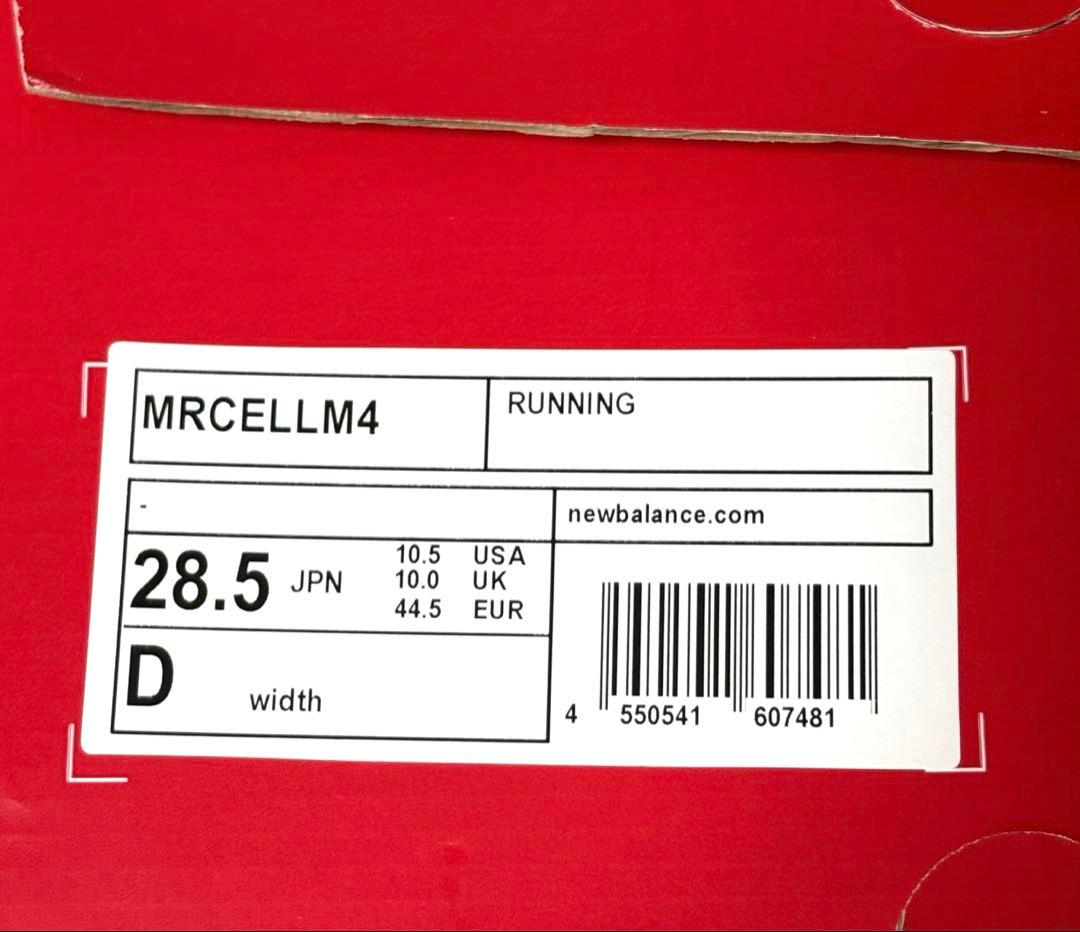 MRCELLM4
RUNNING
-
newbalance.com
28.5 JPN
10.5 USA
10.0 UK
44.5 EUR
D width
4 550541 607481